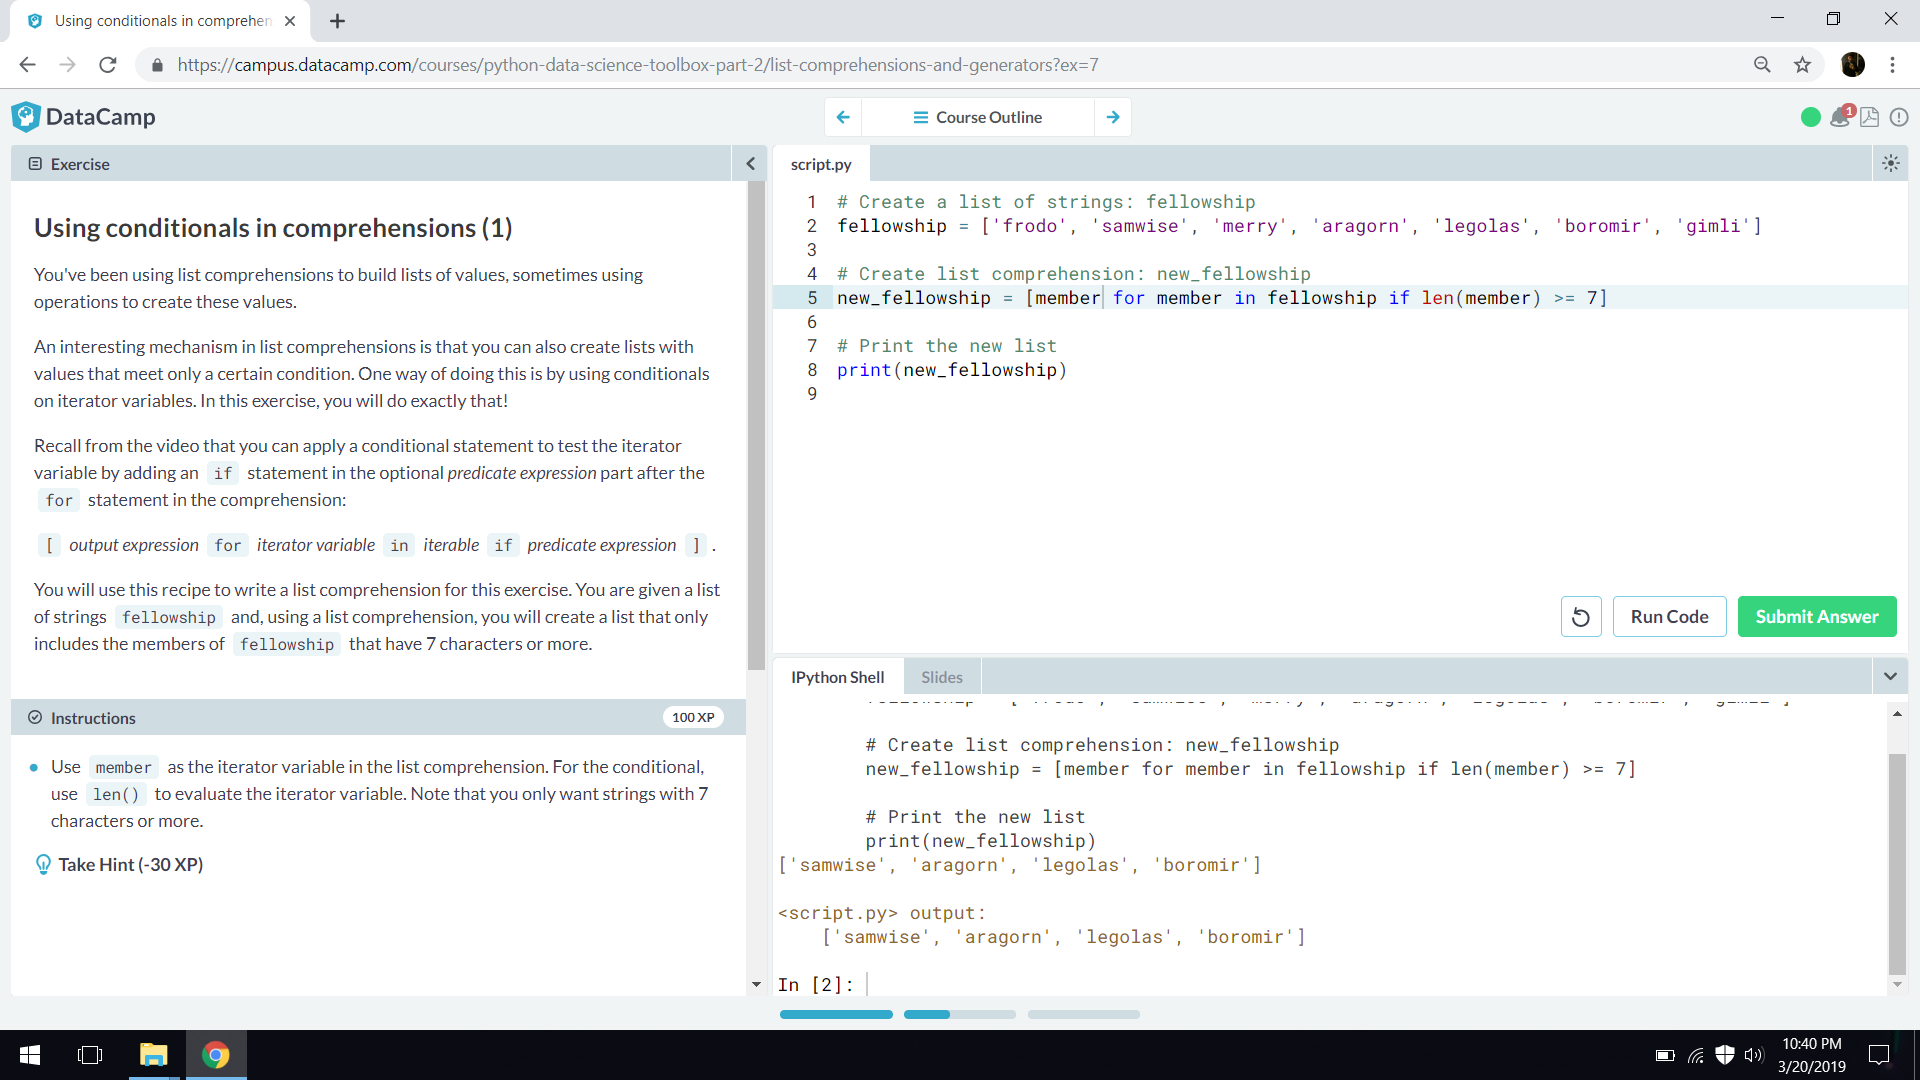 Using conditionals in comprehen
https://campus.datacamp.com/courses/python-data-science-toolbox-part-2/list-comprehensions-and-generators?ex=7
DataCamp
Course Outline
1
Exercise
script.py
Using conditionals in comprehensions (1)
You've been using list comprehensions to build lists of values, sometimes using
operations to create these values.
An interesting mechanism in list comprehensions is that you can also create lists with
values that meet only a certain condition. One way of doing this is by using conditionals
on iterator variables. In this exercise, you will do exactly that!
Recall from the video that you can apply a conditional statement to test the iterator
variable by adding an if statement in the optional predicate expression part after the
for statement in the comprehension:
[ output expression for iterator variable in iterable if predicate expression ] .
You will use this recipe to write a list comprehension for this exercise. You are given a list
of strings fellowship and, using a list comprehension, you will create a list that only
includes the members of fellowship that have 7 characters or more.
Instructions
100 XP
Use member as the iterator variable in the list comprehension. For the conditional,
use len() to evaluate the iterator variable. Note that you only want strings with 7
characters or more.
Take Hint (-30 XP)
1 # Create a list of strings: fellowship
2 fellowship = ['frodo', 'samwise', 'merry', 'aragorn', 'legolas', 'boromir', 'gimli']
3
4 # Create list comprehension: new_fellowship
5 new_fellowship = [member for member in fellowship if len(member) >= 7]
6
7 # Print the new list
8 print(new_fellowship)
9
Run Code
Submit Answer
IPython Shell
Slides
fellowship = ['frodo', 'samwise', 'merry', 'aragorn', 'legolas', 'boromir', 'gimli']
# Create list comprehension: new_fellowship
new_fellowship = [member for member in fellowship if len(member) >= 7]
# Print the new list
print(new_fellowship)
['samwise', 'aragorn', 'legolas', 'boromir']
<script.py> output:
['samwise', 'aragorn', 'legolas', 'boromir']
In [2]:
10:40 PM
3/20/2019